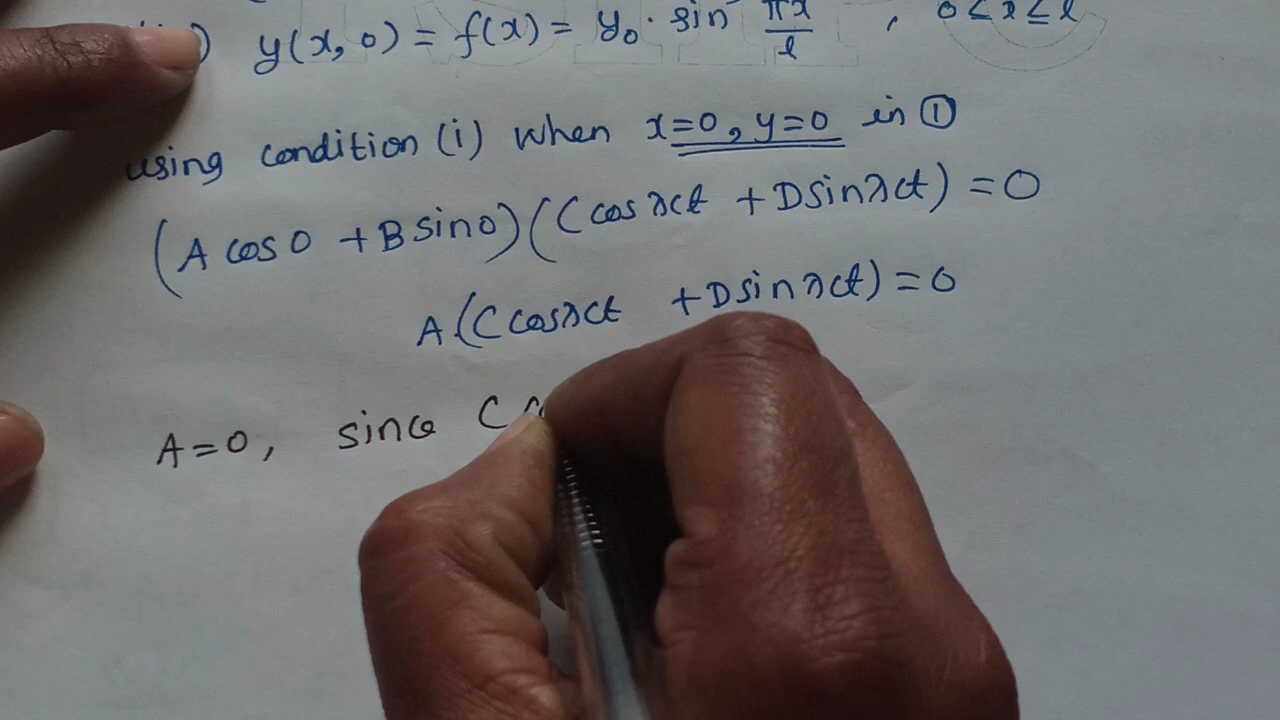 ) y(x, 0) = f(x) = y₀ · sin πx/l , 0≤x≤l
using condition (i) when x=0, y=0 in ①
(A cos 0 + B sin 0)(C cos λct + D sin λct) = 0
A(C cos λct + D sin λct) = 0
A=0, since C